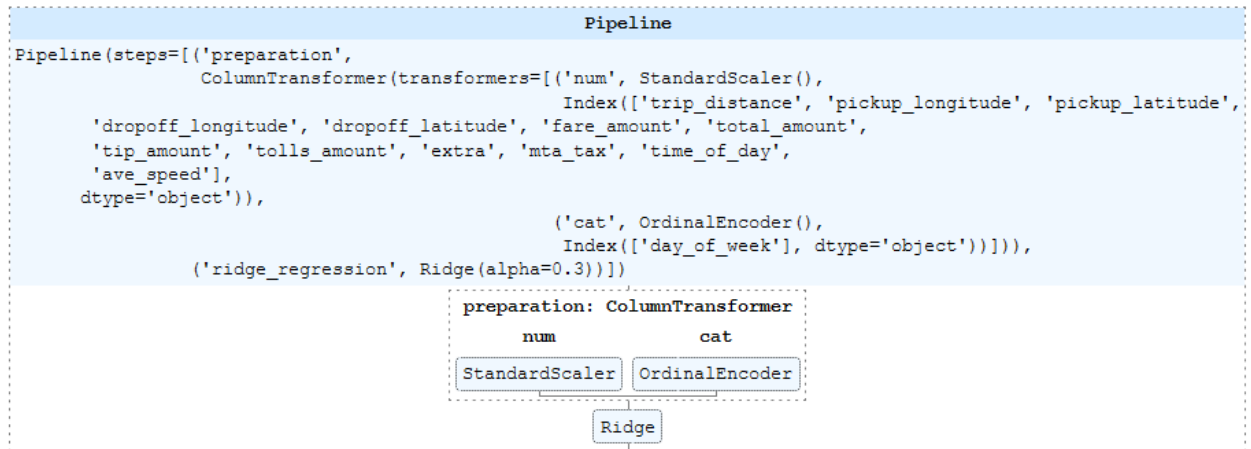 Pipeline
Pipeline(steps=[('preparation',
ColumnTransformer(transformers=[('num', StandardScaler(),
Index(['trip_distance', 'pickup_longitude', 'pickup_latitude',
'dropoff_longitude', 'dropoff_latitude', 'fare_amount', 'total_amount',
'tip_amount', 'tolls_amount', 'extra', 'mta_tax', 'time_of_day',
'ave_speed'],
dtype='object')),
('cat', OrdinalEncoder(),
Index(['day_of_week'], dtype='object'))])),
('ridge_regression', Ridge(alpha=0.3))])
preparation: ColumnTransformer
num cat
StandardScaler OrdinalEncoder
Ridge